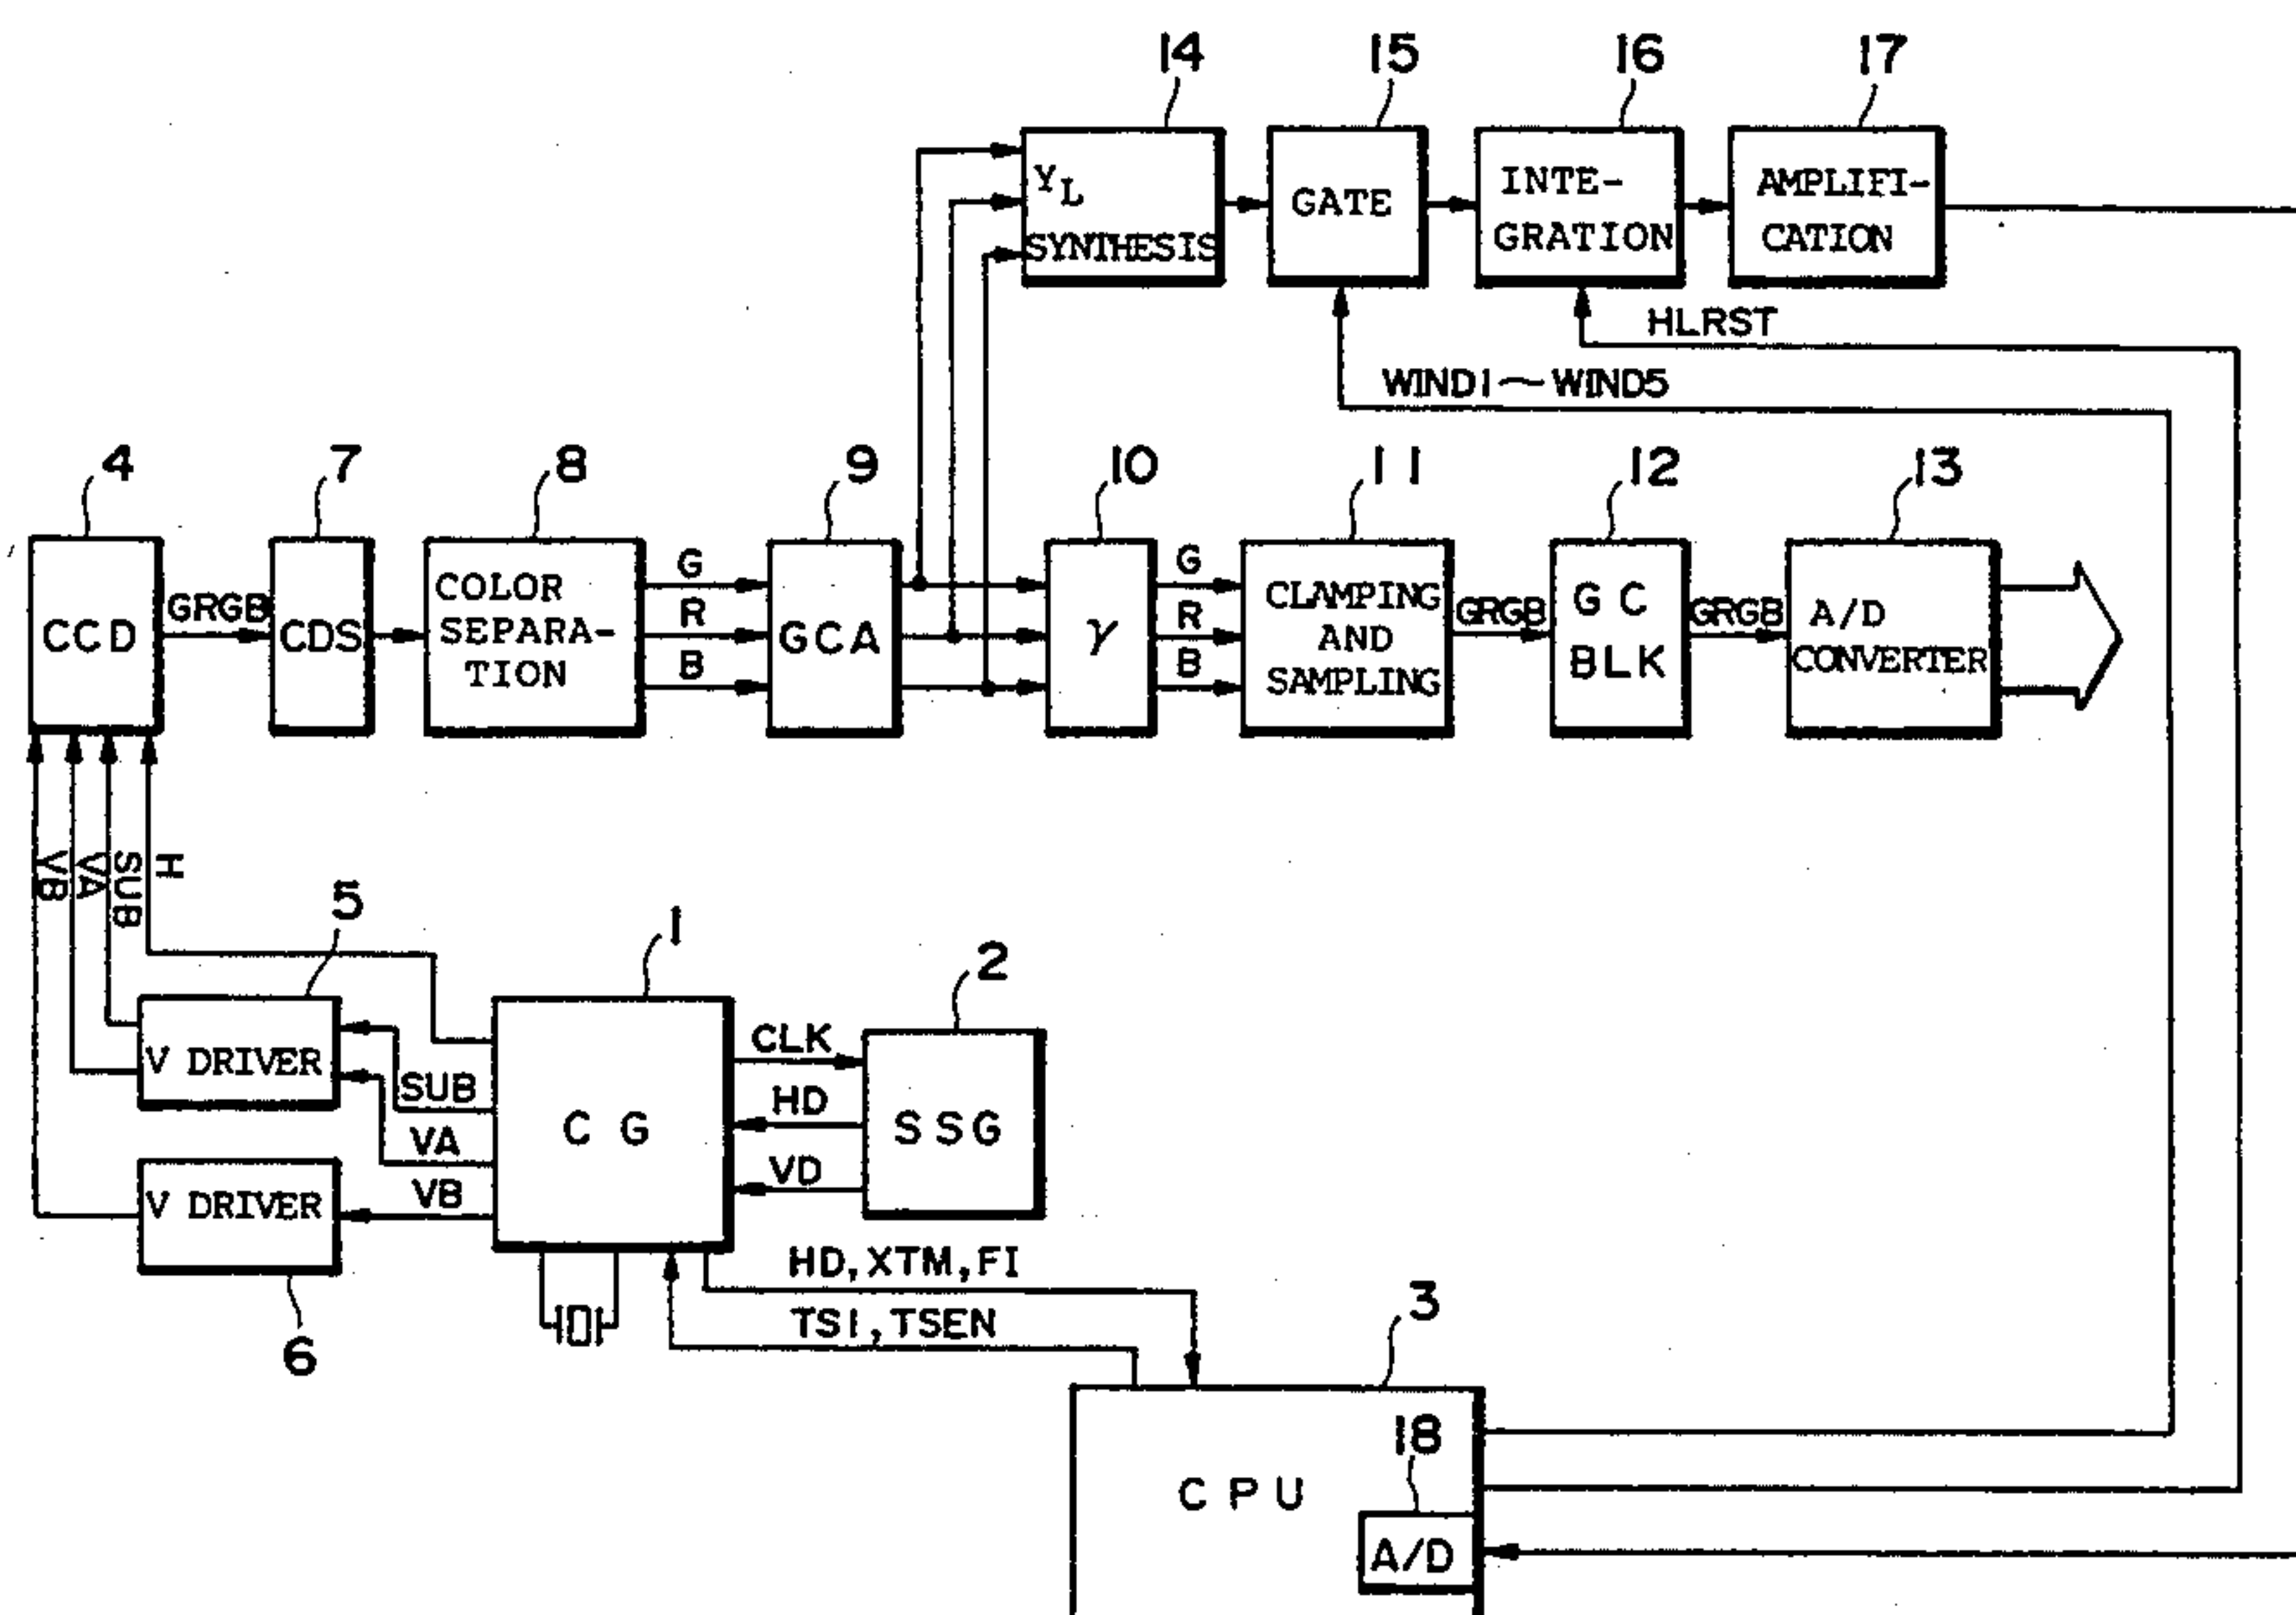 14
15
16
17
YL
SYNTHESIS
GATE
INTE-
GRATION
AMPLIFI-
CATION
HLRST
WIND1~WIND5
4
7
8
9
10
11
12
13
CCD
GRGB
CDS
COLOR
SEPARA-
TION
G
R
B
GCA
γ
G
R
B
CLAMPING
AND
SAMPLING
GRGB
GC
BLK
GRGB
A/D
CONVERTER
VB
VA
SUB
H
5
1
2
V DRIVER
SUB
VA
VB
CG
CLK
HD
VD
SSG
V DRIVER
6
HD,XTM,FI
TS1,TSEN
3
CPU
18
A/D